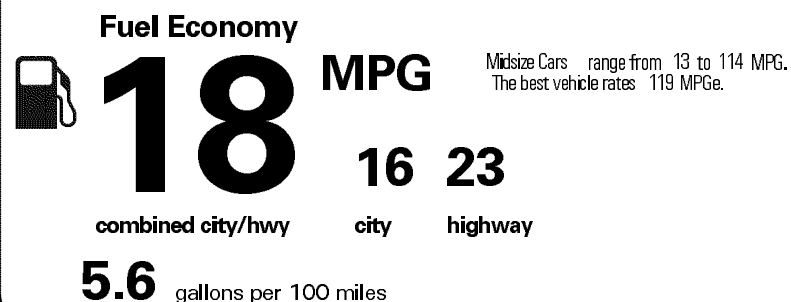 Fuel Economy
18 MPG
Midsize Cars range from 13 to 114 MPG.
The best vehicle rates 119 MPGe.
16 23
combined city/hwy city highway
5.6 gallons per 100 miles